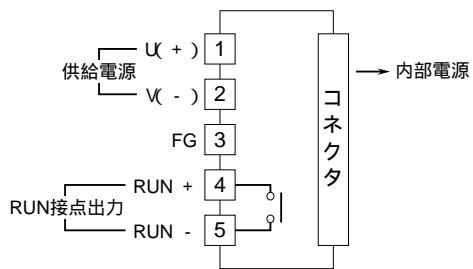 U( + ) 1
供給電源
V( - ) 2
FG 3
RUN + 4
RUN接点出力
RUN - 5
コネクタ
内部電源